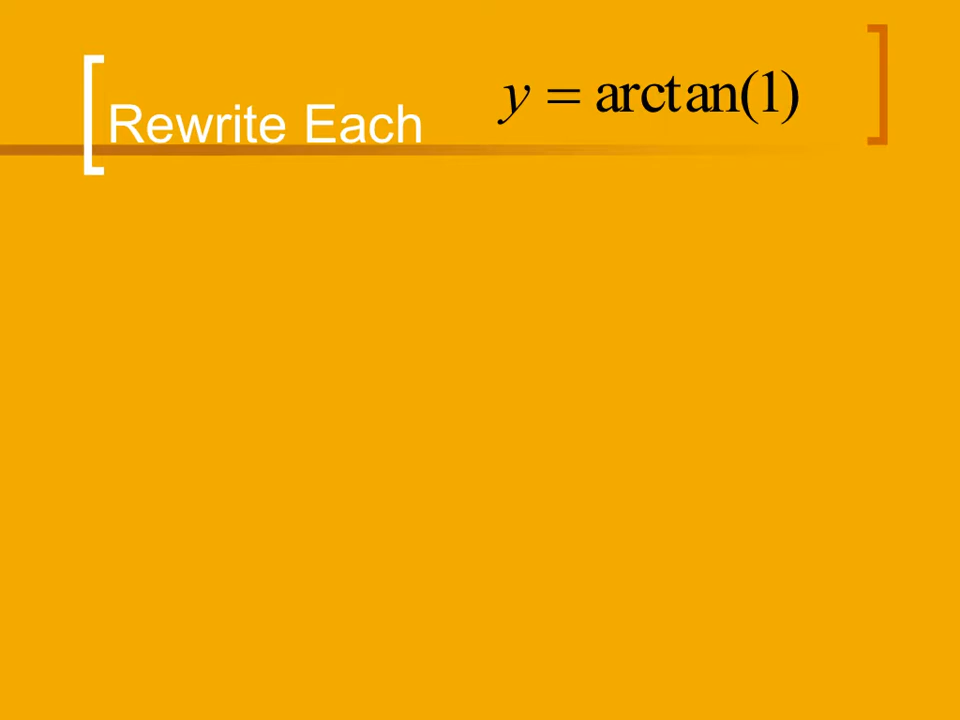 Rewrite Each
y = arctan(1)